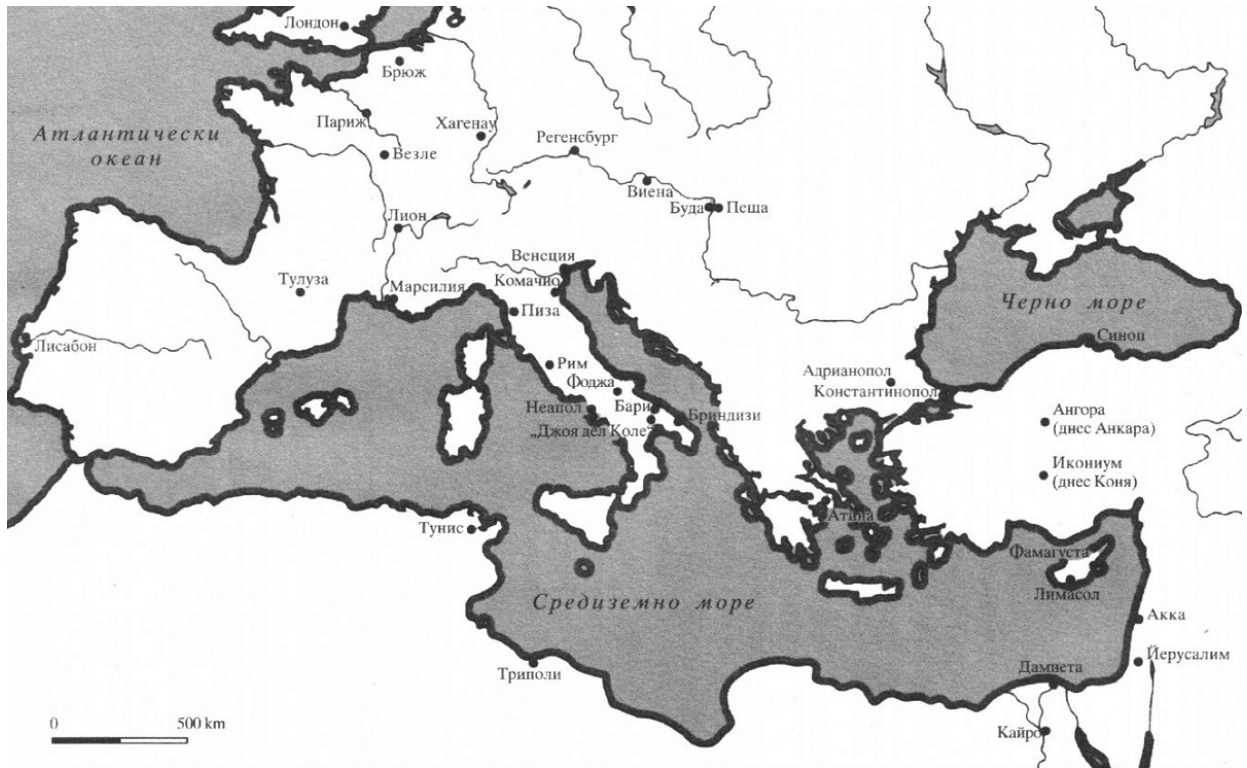 Лондон
Брюж
Париж
Хагенау
Атлантически
океан
Везле
Регенсбург
Виена
Буда
Пеща
Лион
Венеция
Комачио
Тулуза
Марсилия
Пиза
Черно море
Синоп
Лисабон
Рим
Фоджа
Адрианопол
Константинопол
Неапол
Бари
Бриндизи
„Джоя дел Коле“
Ангора
(днес Анкара)
Икониум
(днес Коня)
Атина
Тунис
Фамагуста
Лимасол
Средиземно море
Акка
Йерусалим
Триполи
Дамиета
Кайро
0 500 km